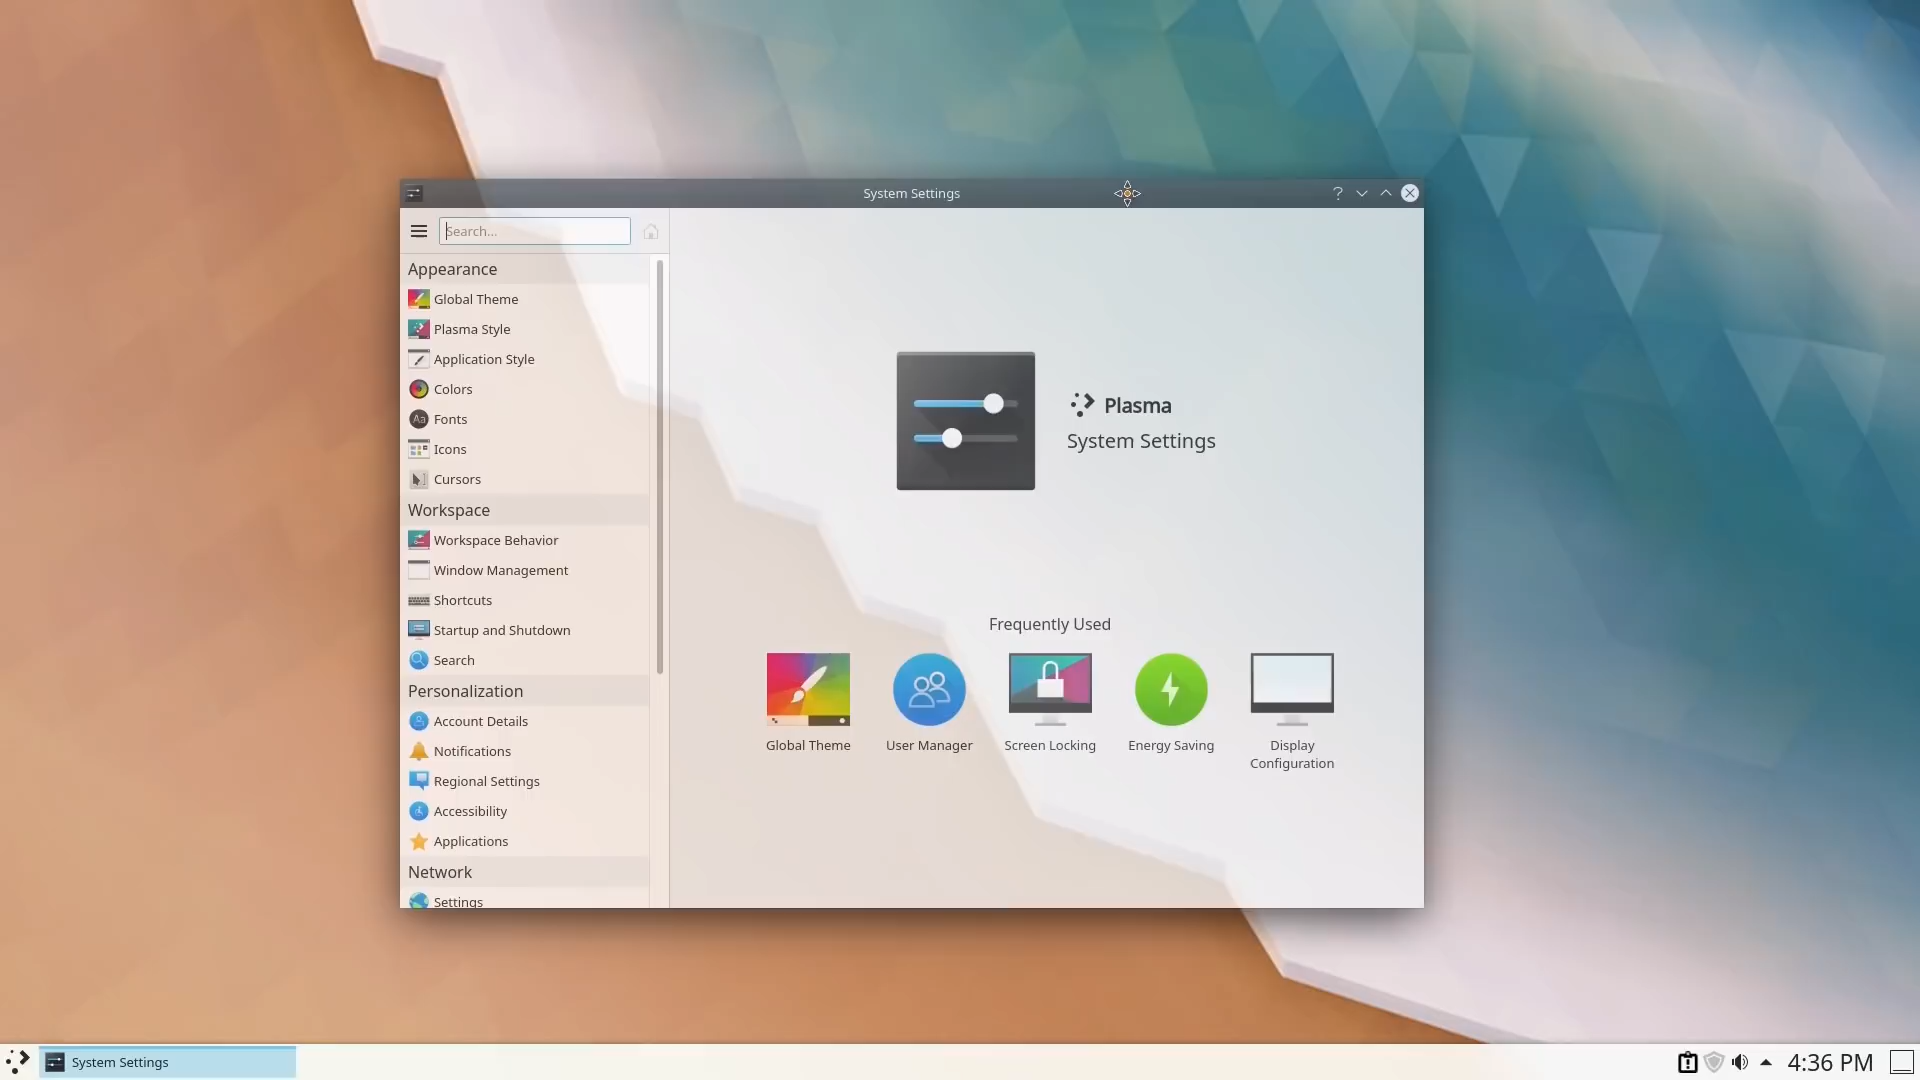 System Settings
Search...
Appearance
Global Theme
Plasma Style
Application Style
Colors
Fonts
Icons
Cursors
Workspace
Workspace Behavior
Window Management
Shortcuts
Startup and Shutdown
Search
Personalization
Account Details
Notifications
Regional Settings
Accessibility
Applications
Network
Settings
Plasma
System Settings
Frequently Used
Global Theme
User Manager
Screen Locking
Energy Saving
Display
Configuration
System Settings
4:36 PM